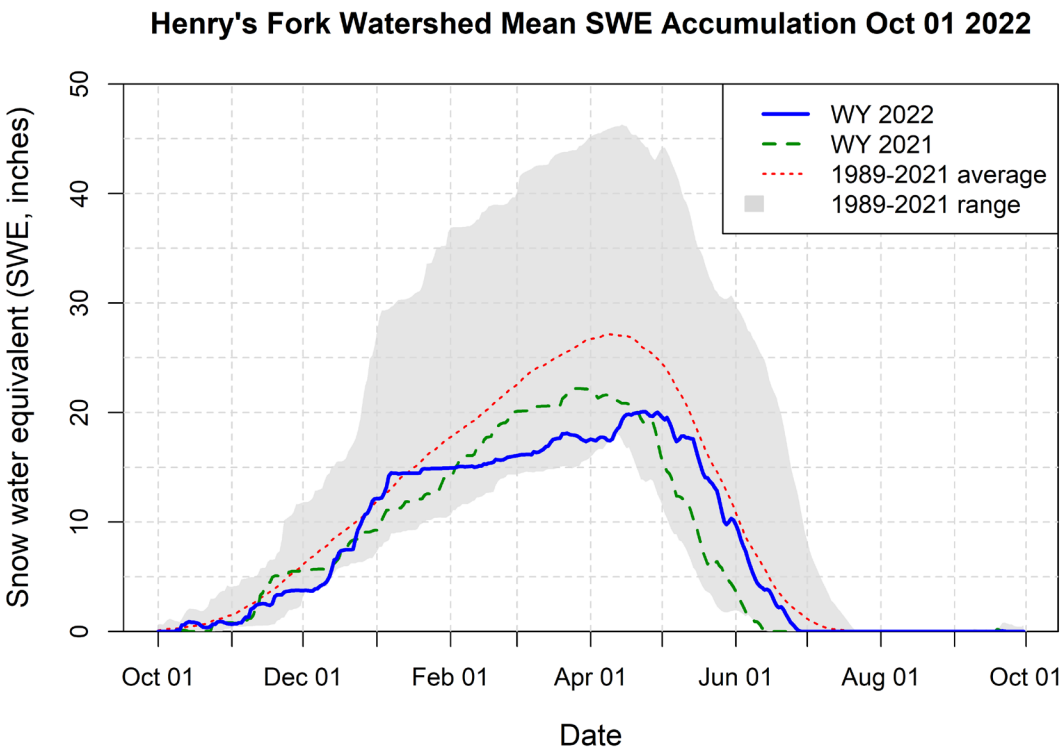 Henry's Fork Watershed Mean SWE Accumulation Oct 01 2022
Snow water equivalent (SWE, inches)
50
40
30
20
10
0
WY 2022
WY 2021
1989-2021 average
1989-2021 range
Oct 01 Dec 01 Feb 01 Apr 01 Jun 01 Aug 01 Oct 01
Date